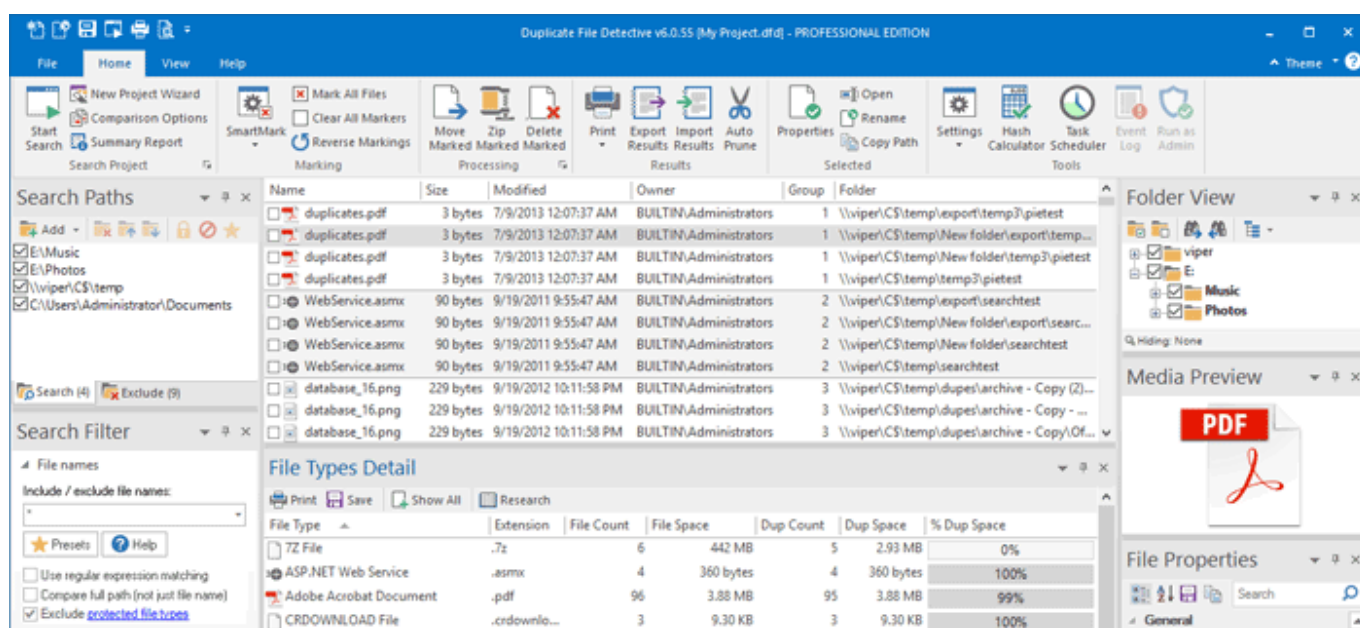 Duplicate File Detective v6.0.55 [My Project.dfd] - PROFESSIONAL EDITION
File Home View Help Theme
Start Search
New Project Wizard
Comparison Options
Summary Report
Search Project
SmartMark
Mark All Files
Clear All Markers
Reverse Markings
Marking
Move Marked
Zip Marked
Delete Marked
Processing
Print
Export Results
Import Results
Auto Prune
Results
Properties
Open
Rename
Copy Path
Selected
Settings
Hash Calculator
Task Scheduler
Event Log
Run as Admin
Tools
Search Paths
Add
E:\Music
E:\Photos
\\viper\C$\temp
C:\Users\Administrator\Documents
Search (4) Exclude (9)
Search Filter
File names
Include / exclude file names:
*
Presets Help
Use regular expression matching
Compare full path (not just file name)
Exclude protected file types
Name Size Modified Owner Group Folder
duplicates.pdf 3 bytes 7/9/2013 12:07:37 AM BUILTIN\Administrators 1 \\viper\C$\temp\export\temp3\pietest
duplicates.pdf 3 bytes 7/9/2013 12:07:37 AM BUILTIN\Administrators 1 \\viper\C$\temp\New folder\export\temp...
duplicates.pdf 3 bytes 7/9/2013 12:07:37 AM BUILTIN\Administrators 1 \\viper\C$\temp\New folder\temp3\pietest
duplicates.pdf 3 bytes 7/9/2013 12:07:37 AM BUILTIN\Administrators 1 \\viper\C$\temp\temp3\pietest
WebService.asmx 90 bytes 9/19/2011 9:55:47 AM BUILTIN\Administrators 2 \\viper\C$\temp\export\searchtest
WebService.asmx 90 bytes 9/19/2011 9:55:47 AM BUILTIN\Administrators 2 \\viper\C$\temp\New folder\export\searc...
WebService.asmx 90 bytes 9/19/2011 9:55:47 AM BUILTIN\Administrators 2 \\viper\C$\temp\New folder\searchtest
WebService.asmx 90 bytes 9/19/2011 9:55:47 AM BUILTIN\Administrators 2 \\viper\C$\temp\searchtest
database_16.png 229 bytes 9/19/2012 10:11:58 PM BUILTIN\Administrators 3 \\viper\C$\temp\dupes\archive - Copy (2)...
database_16.png 229 bytes 9/19/2012 10:11:58 PM BUILTIN\Administrators 3 \\viper\C$\temp\dupes\archive - Copy - ...
database_16.png 229 bytes 9/19/2012 10:11:58 PM BUILTIN\Administrators 3 \\viper\C$\temp\dupes\archive - Copy\Of...
File Types Detail
Print Save Show All Research
File Type Extension File Count File Space Dup Count Dup Space % Dup Space
7Z File .7z 6 442 MB 5 2.93 MB 0%
ASP.NET Web Service .asmx 4 360 bytes 4 360 bytes 100%
Adobe Acrobat Document .pdf 96 3.88 MB 95 3.88 MB 99%
CRDOWNLOAD File .crdownlo... 3 9.30 KB 3 9.30 KB 100%
Folder View
viper
E:
Music
Photos
Hiding: None
Media Preview
PDF
File Properties
Search
General